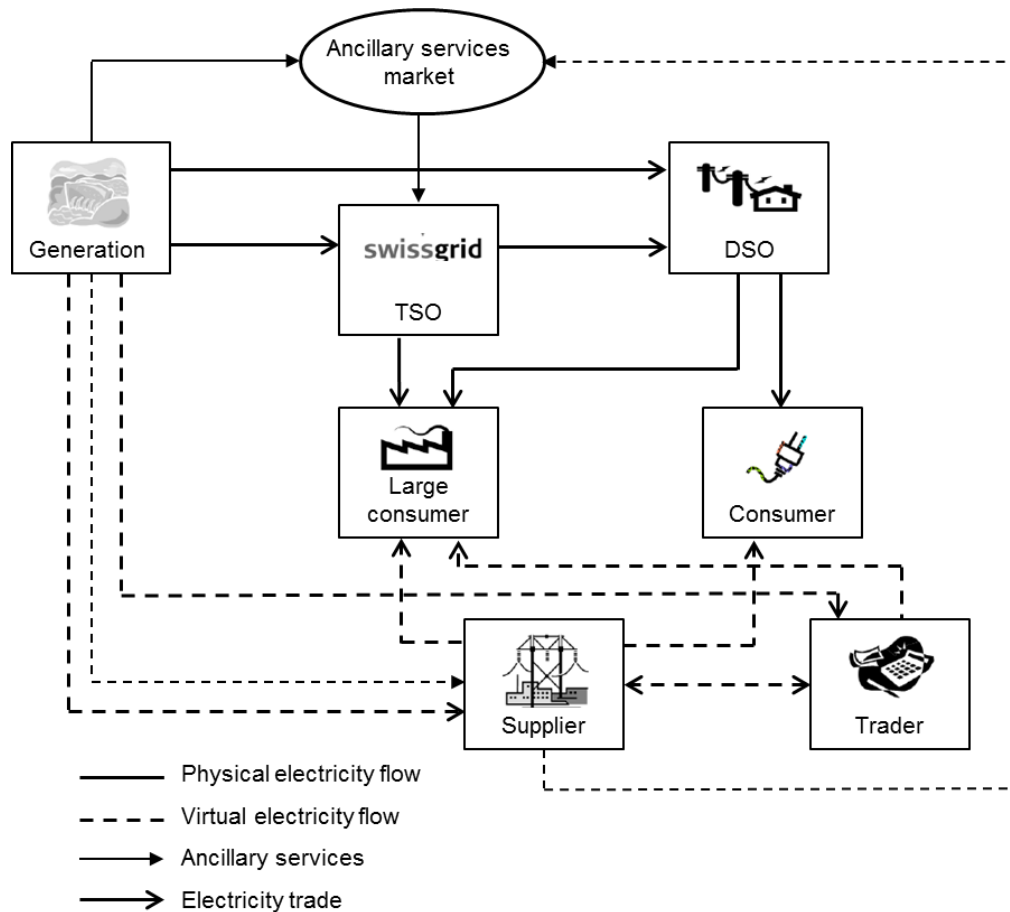 Ancillary services
market
Generation
swissgrid
TSO
DSO
Large
consumer
Consumer
Supplier
Trader
Physical electricity flow
Virtual electricity flow
Ancillary services
Electricity trade